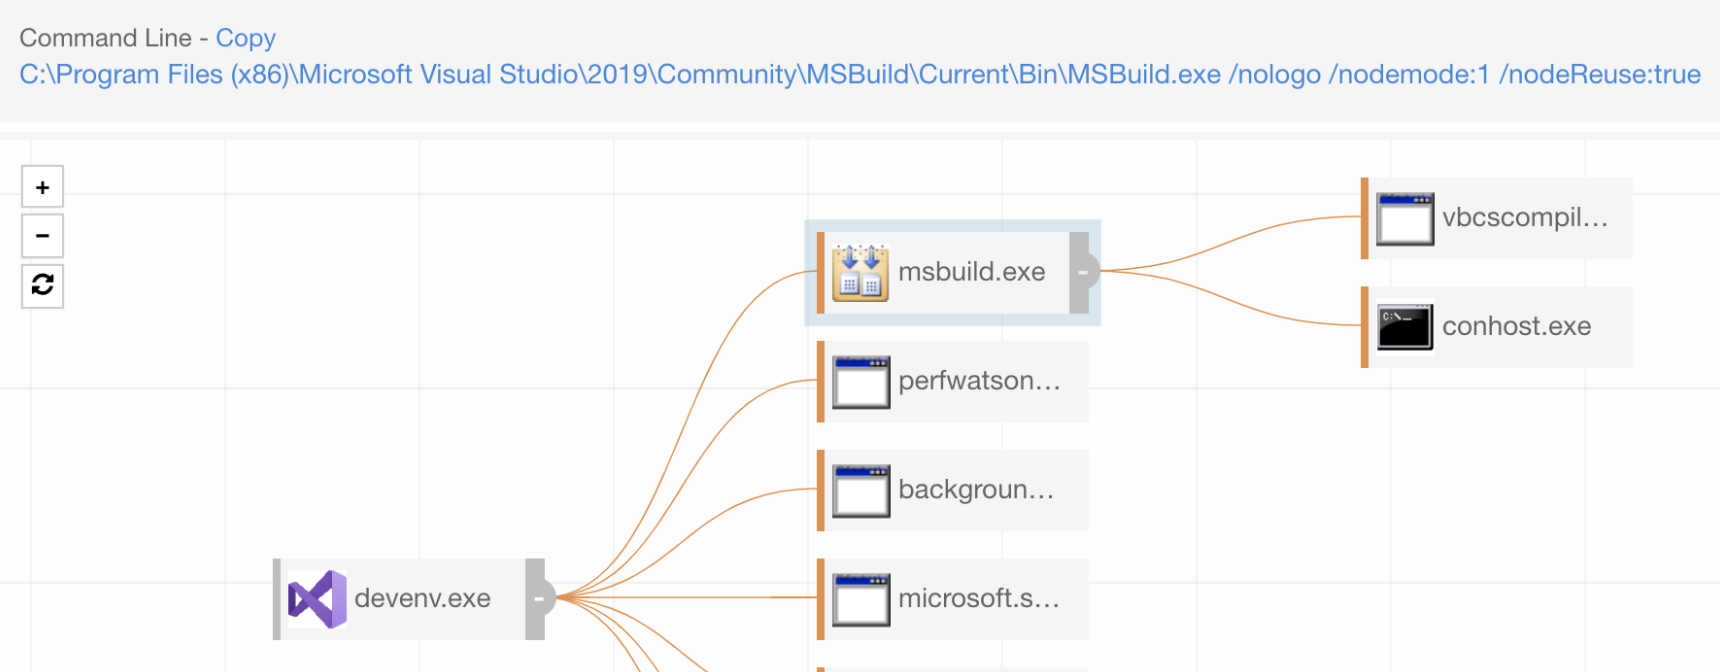 Command Line - Copy
C:\Program Files (x86)\Microsoft Visual Studio\2019\Community\MSBuild\Current\Bin\MSBuild.exe /nologo /nodemode:1 /nodeReuse:true
+
-
vbcscompil...
msbuild.exe
-
conhost.exe
C:\_
perfwatson...
backgroun...
devenv.exe
-
microsoft.s...